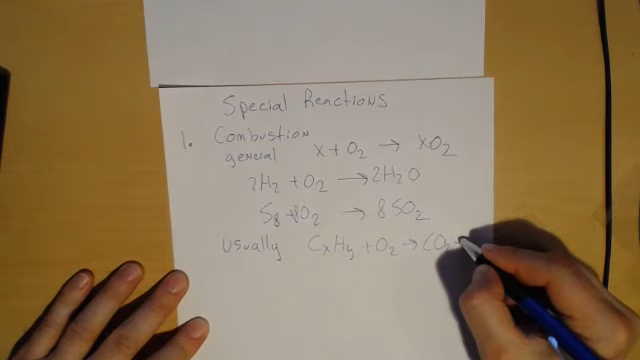 Special Reactions
1. Combustion
general X + O₂ → XO₂
2H₂ + O₂ → 2H₂O
S₈ + 8O₂ → 8SO₂
usually CxHy + O₂ → CO₂ +